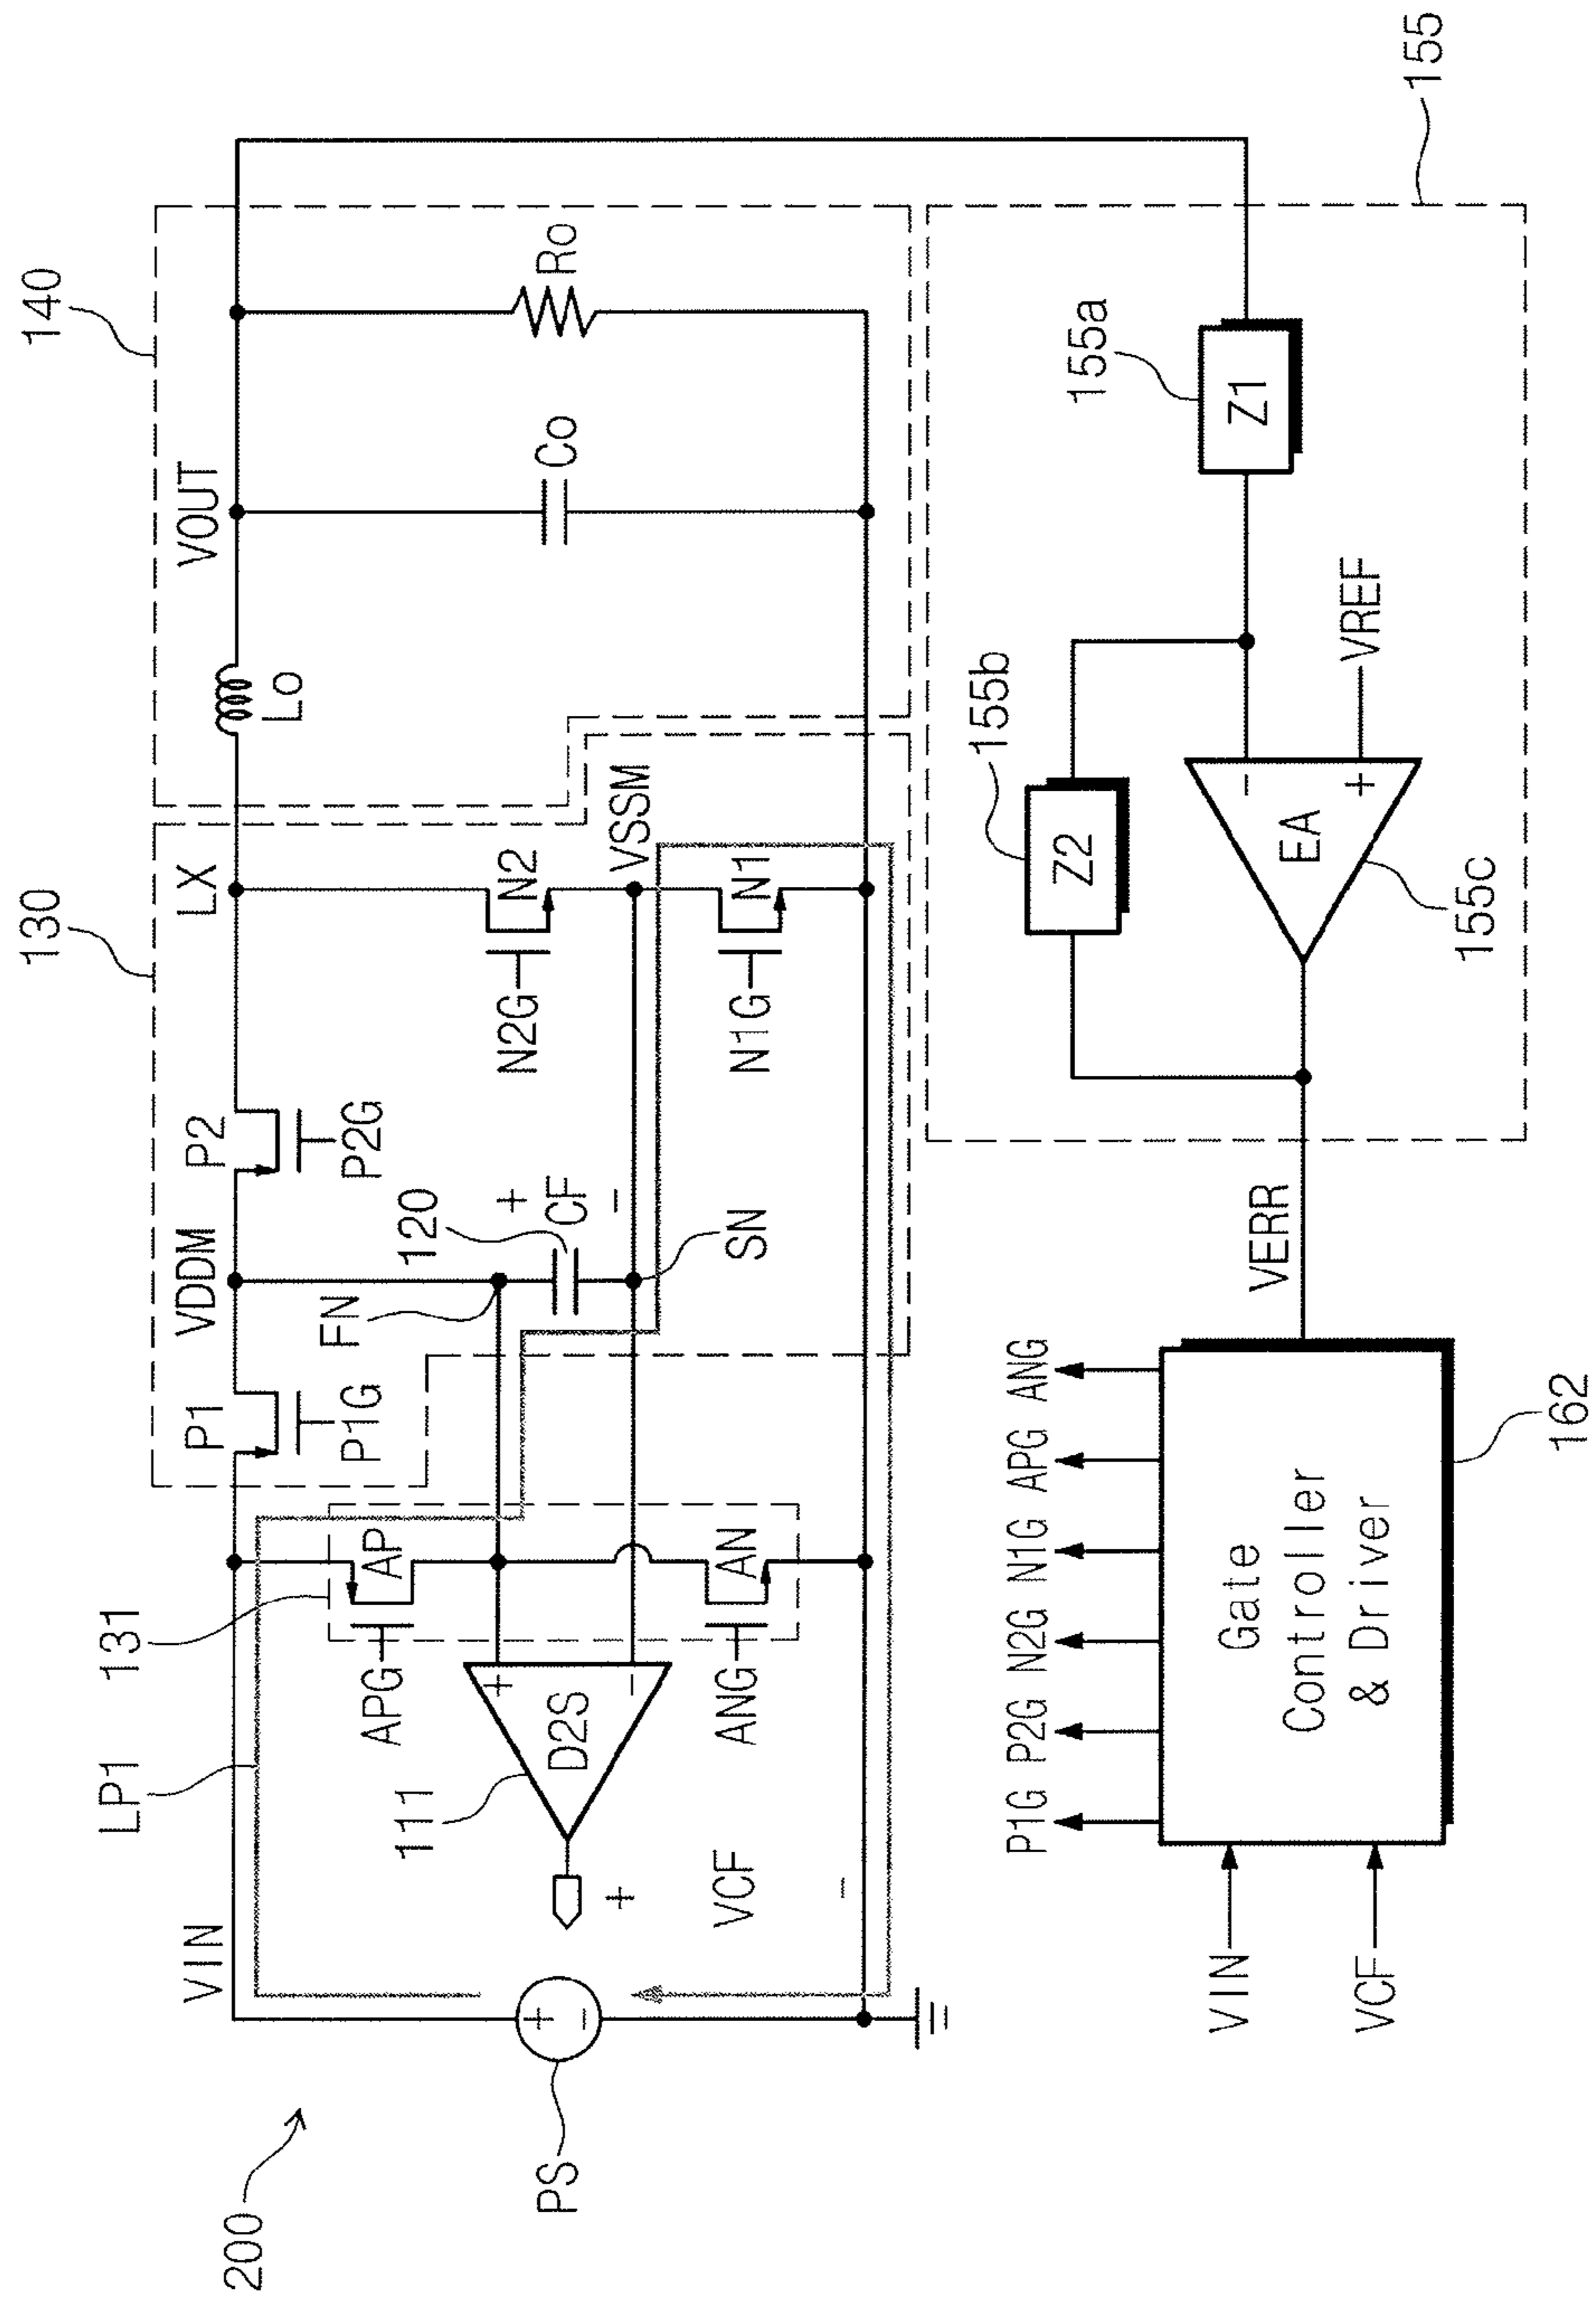 200
PS
VIN
LP1
131
P1
P1G
VDDM
P2
P2G
130
LX
140
Lo
VOUT
Co
Ro
APG
AP
FN
120
+
CF
-
N2G
N2
VSSM
SN
111
D2S
+
-
+
VCF
-
+
-
ANG
AN
N1G
N1
P1G
P2G
N2G
N1G
APG
ANG
VIN
VCF
Gate
Controller
& Driver
162
VERR
155b
Z2
155a
Z1
EA
-
+
VREF
155c
155